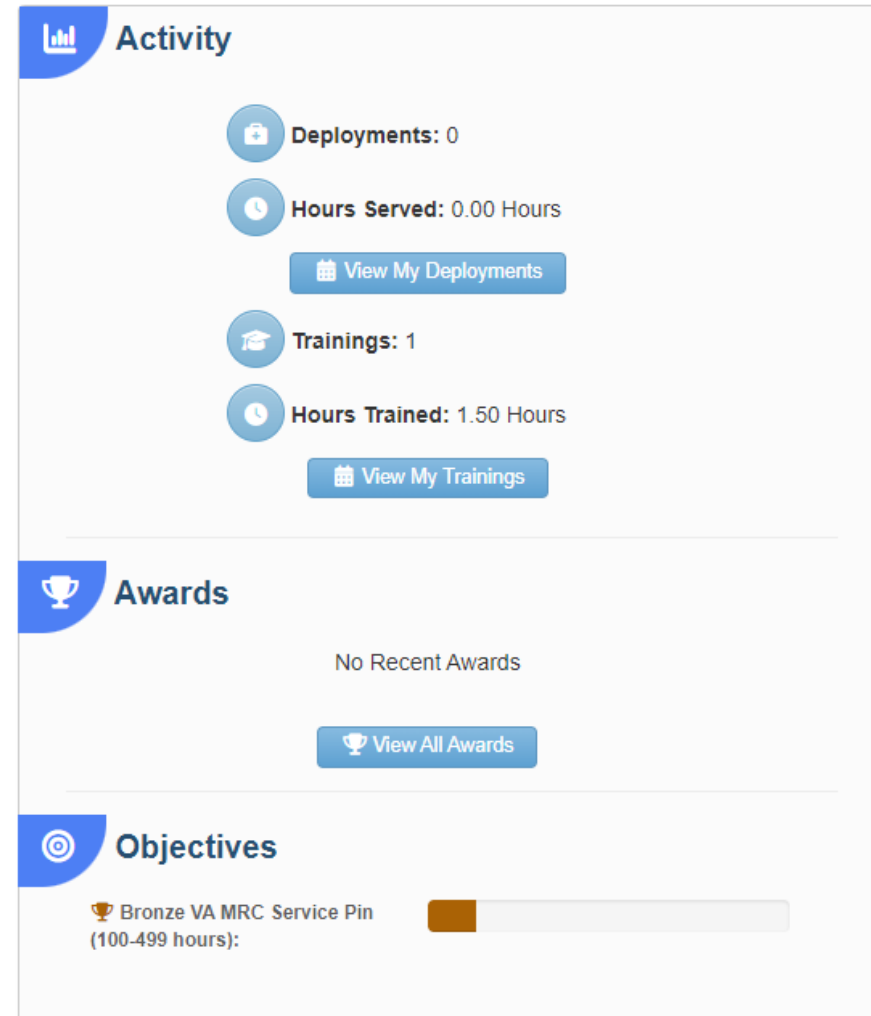 Activity
Deployments: 0
Hours Served: 0.00 Hours
View My Deployments
Trainings: 1
Hours Trained: 1.50 Hours
View My Trainings
Awards
No Recent Awards
View All Awards
Objectives
Bronze VA MRC Service Pin
(100-499 hours):